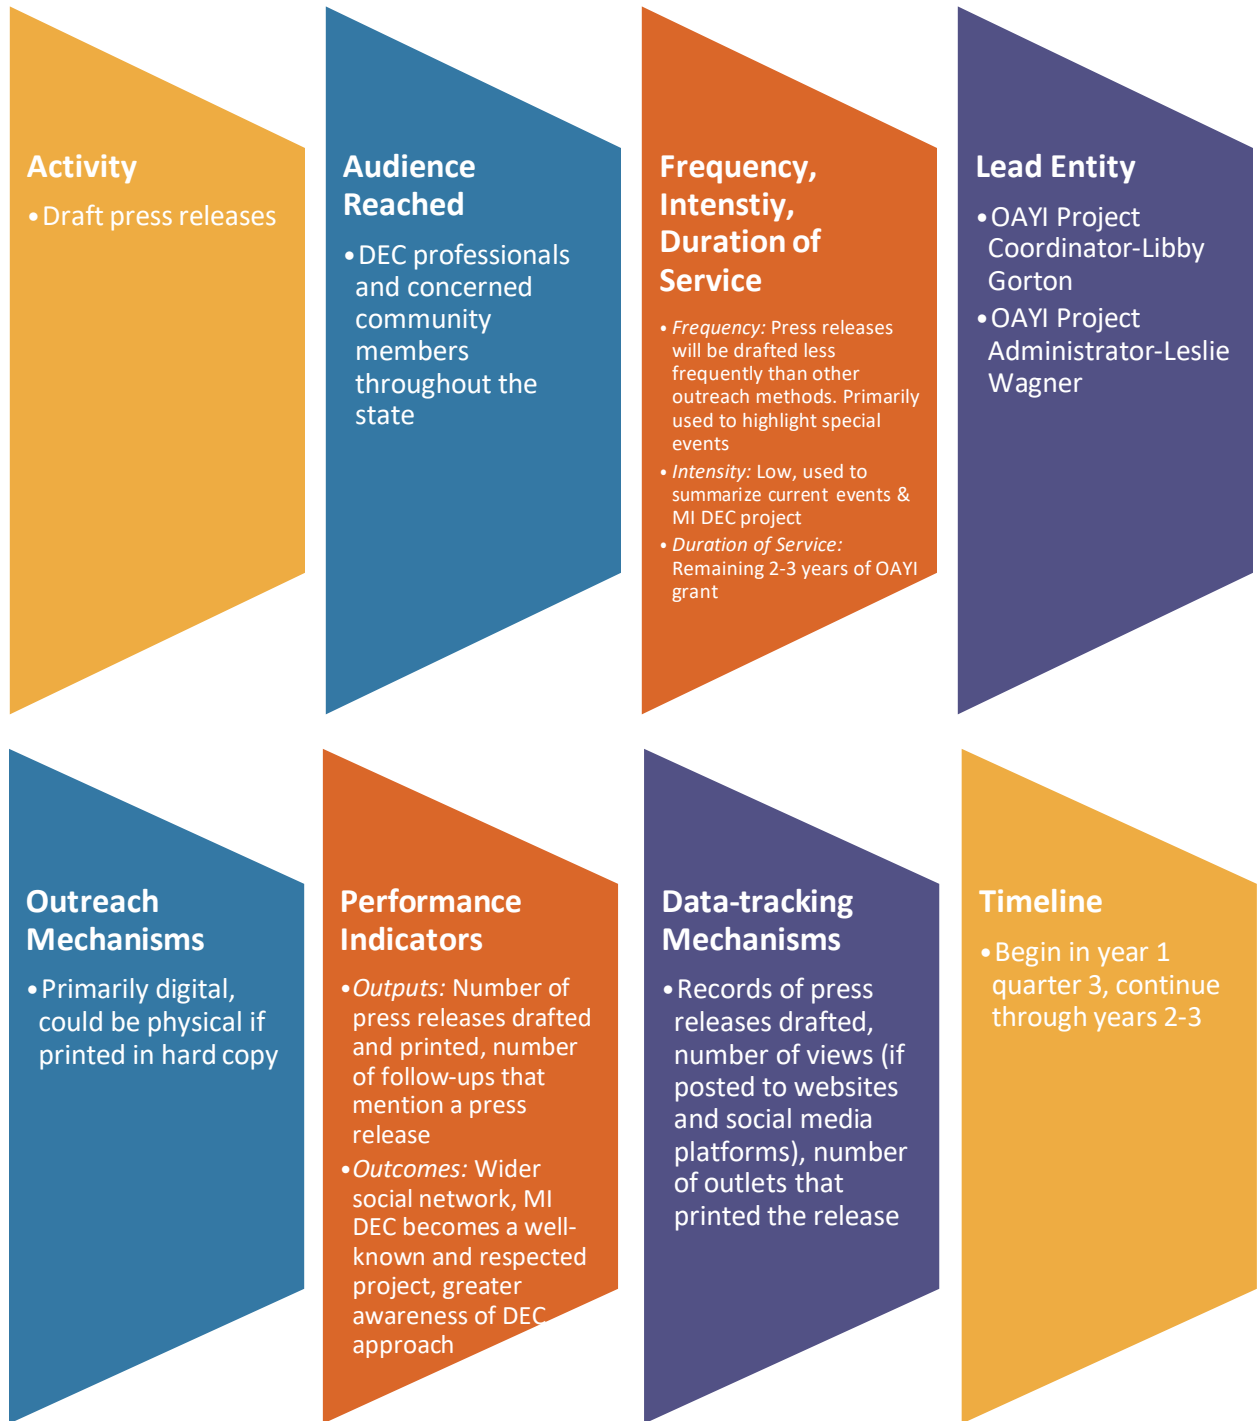 Activity
•Draft press releases
Audience
Reached
•DEC professionals
and concerned
community
members
throughout the
state
Frequency,
Intenstiy,
Duration of
Service
• Frequency: Press releases
will be drafted less
frequently than other
outreach methods. Primarily
used to highlight special
events
• Intensity: Low, used to
summarize current events &
MI DEC project
• Duration of Service:
Remaining 2-3 years of OAYI
grant
Lead Entity
•OAYI Project
Coordinator-Libby
Gorton
•OAYI Project
Administrator-Leslie
Wagner
Outreach
Mechanisms
•Primarily digital,
could be physical if
printed in hard copy
Performance
Indicators
•Outputs: Number of
press releases drafted
and printed, number
of follow-ups that
mention a press
release
•Outcomes: Wider
social network, MI
DEC becomes a well-
known and respected
project, greater
awareness of DEC
approach
Data-tracking
Mechanisms
•Records of press
releases drafted,
number of views (if
posted to websites
and social media
platforms), number
of outlets that
printed the release
Timeline
•Begin in year 1
quarter 3, continue
through years 2-3